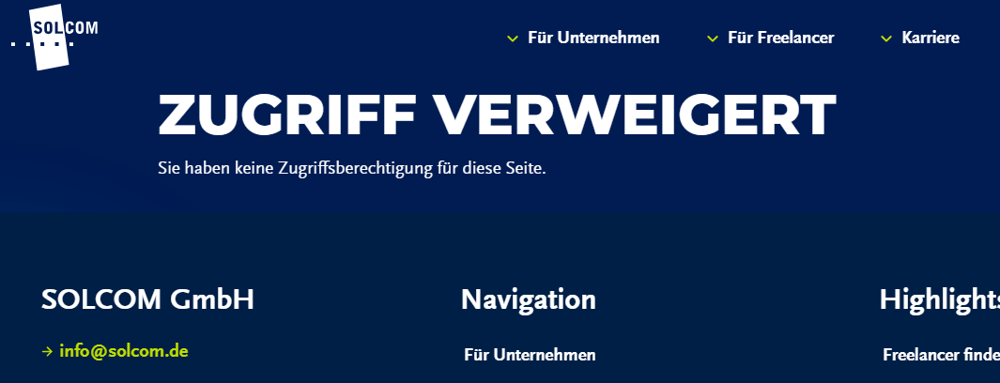 SOLCOM
Für Unternehmen
Für Freelancer
Karriere
ZUGRIFF VERWEIGERT
Sie haben keine Zugriffsberechtigung für diese Seite.
SOLCOM GmbH
Navigation
Highlights
→ info@solcom.de
Für Unternehmen
Freelancer finde